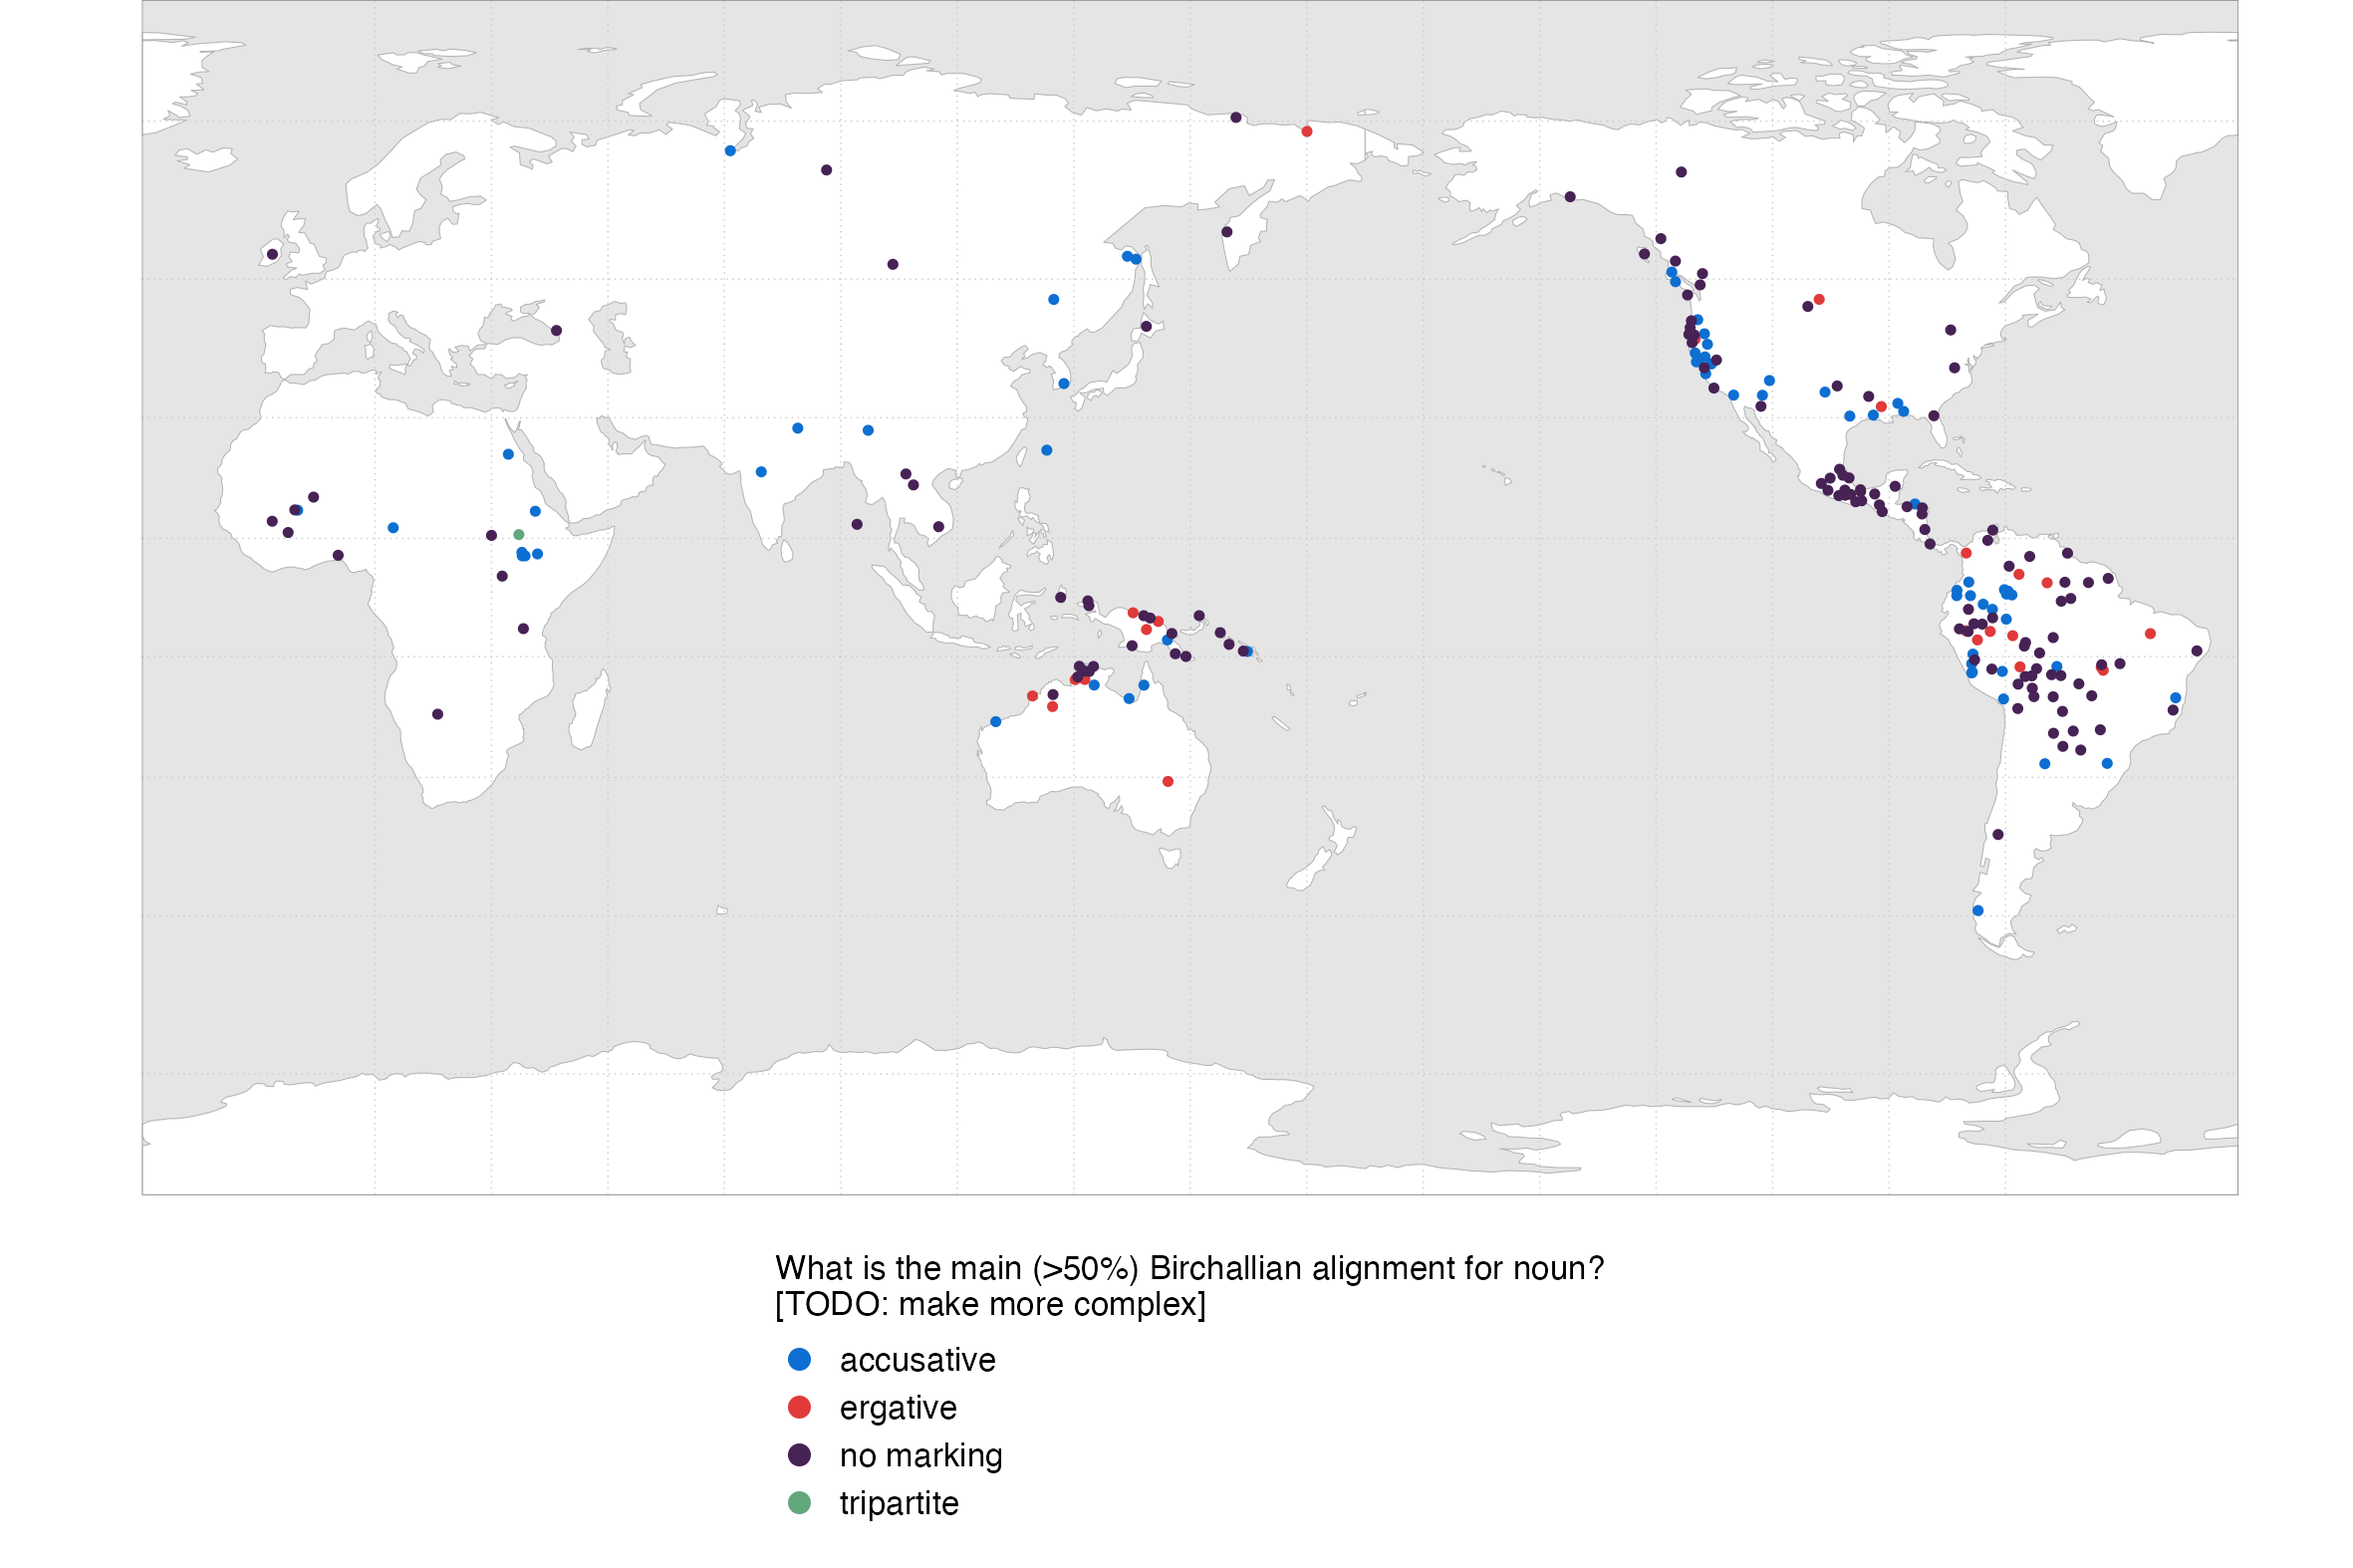 What is the main (>50%) Birchallian alignment for noun?
[TODO: make more complex]
accusative
ergative
no marking
tripartite